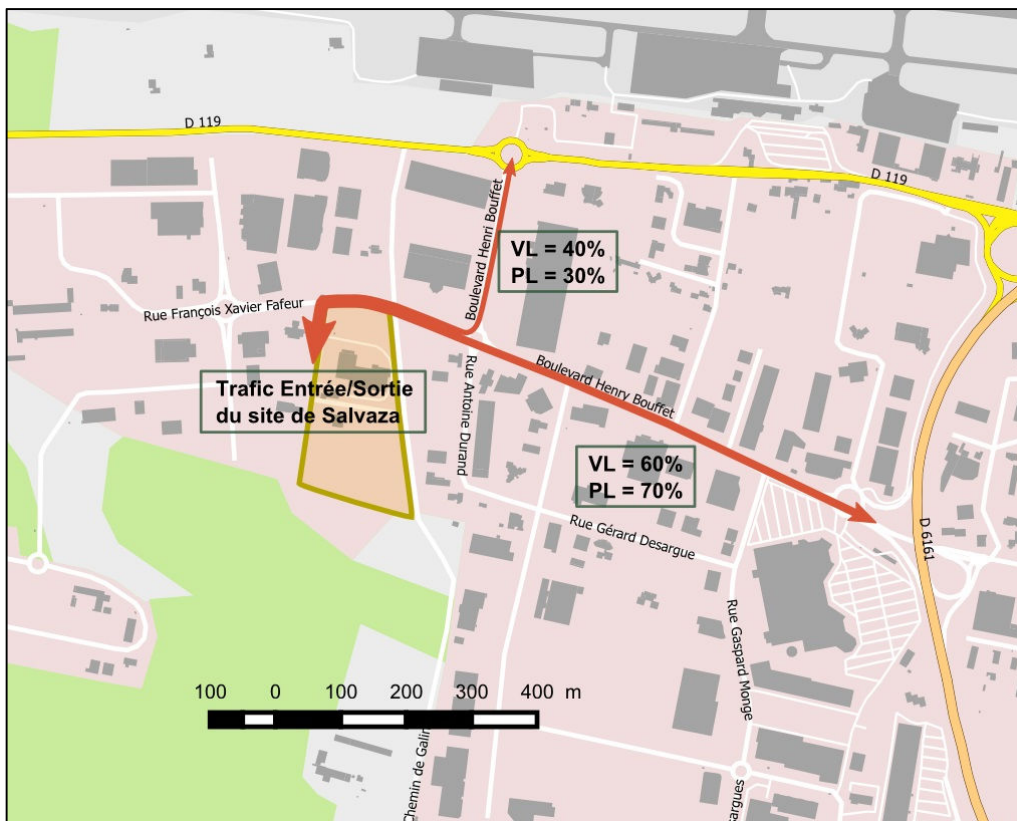 D 119
D 119
Boulevard Henri Bouffet
VL = 40%
PL = 30%
Rue François Xavier Fafeur
Boulevard Henry Bouffet
Trafic Entrée/Sortie
du site de Salvaza
Rue Antoine Durand
VL = 60%
PL = 70%
Rue Gérard Desargue
D 6161
Rue Gaspard Monge
100 0 100 200 300 400 m
Chemin de Galin